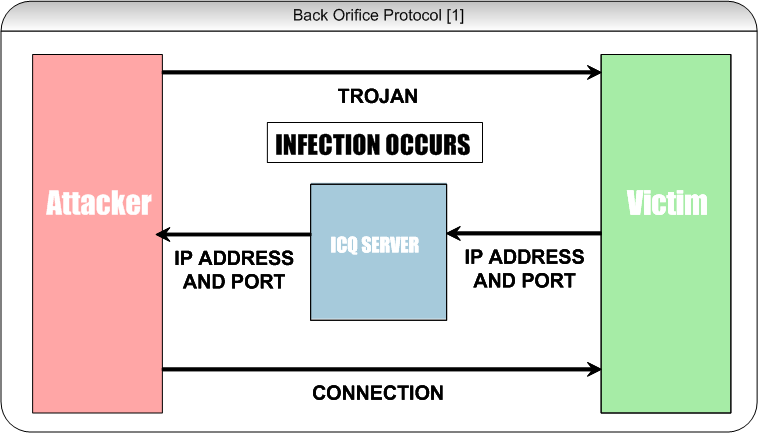 Back Orifice Protocol [1]
TROJAN
INFECTION OCCURS
Attacker
Victim
ICQ SERVER
IP ADDRESS
AND PORT
IP ADDRESS
AND PORT
CONNECTION